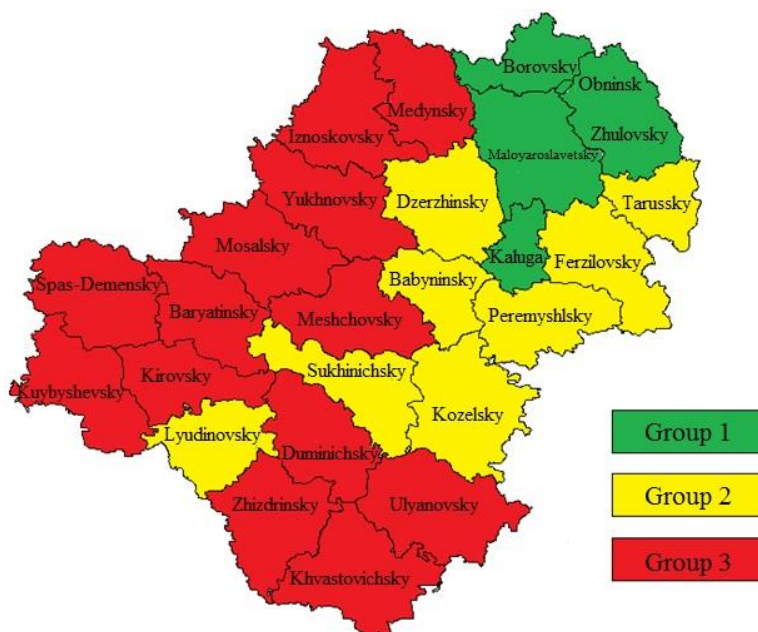 Borovsky
Obninsk
Medynsky
Iznoskovsky
Zhulovsky
Maloyaroslavetsky
Yukhnovsky
Dzerzhinsky
Tarussky
Mosalsky
Kaluga
Ferzilovsky
Spas-Demensky
Babyninsky
Baryatinsky
Meshchovsky
Peremyshlsky
Sukhinichsky
Kirovsky
Kuybyshevsky
Kozelsky
Lyudinovsky
Duminichsky
Group 1
Zhizdrinsky
Ulyanovsky
Group 2
Khvastovichsky
Group 3